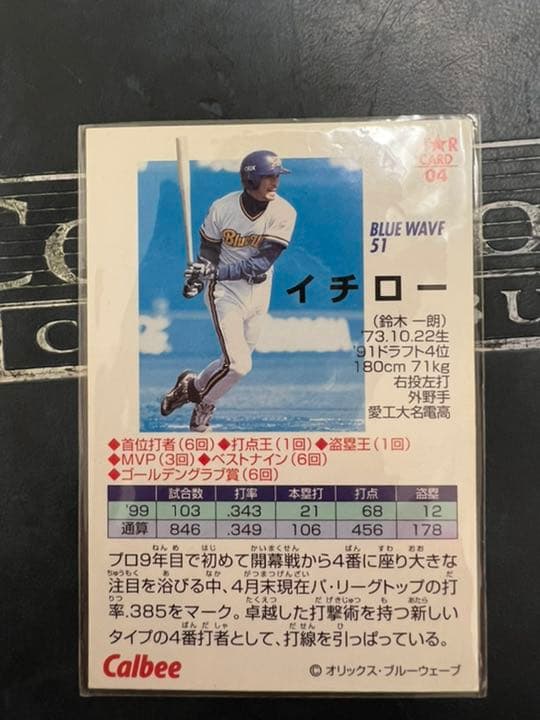 ST★R
CARD
04
BLUE WAVE
51
イチロー
(鈴木 一朗)
'73.10.22生
'91ドラフト4位
180cm 71kg
右投左打
外野手
愛工大名電高
◆首位打者(6回)◆打点王(1回)◆盗塁王(1回)
◆MVP(3回)◆ベストナイン(6回)
◆ゴールデングラブ賞(6回)
試合数 打率 本塁打 打点 盗塁
'99 103 .343 21 68 12
通算 846 .349 106 456 178
プロ9年目で初めて開幕戦から4番に座り大きな
注目を浴びる中、4月末現在パ・リーグトップの打
率.385をマーク。卓越した打撃術を持つ新しい
タイプの4番打者として、打線を引っぱっている。
Calbee
©オリックス・ブルーウェーブ